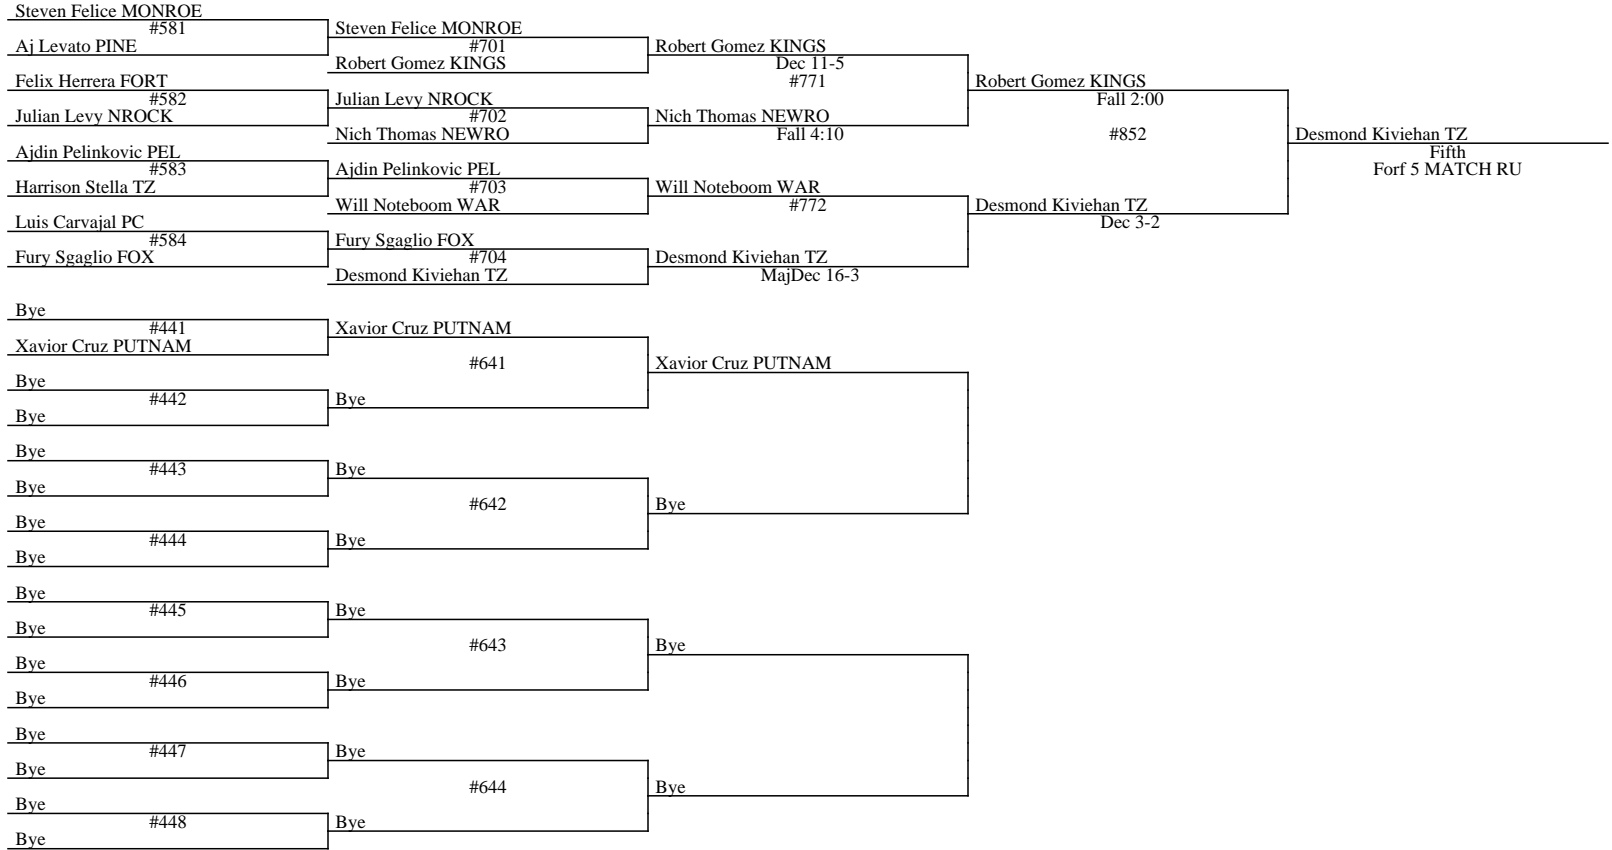 Steven Felice MONROE
#581
Aj Levato PINE
Felix Herrera FORT
#582
Julian Levy NROCK
Ajdin Pelinkovic PEL
#583
Harrison Stella TZ
Luis Carvajal PC
#584
Fury Sgaglio FOX
Steven Felice MONROE
#701
Robert Gomez KINGS
Julian Levy NROCK
#702
Nich Thomas NEWRO
Ajdin Pelinkovic PEL
#703
Will Noteboom WAR
Fury Sgaglio FOX
#704
Desmond Kiviehan TZ
Robert Gomez KINGS
Dec 11-5
#771
Nich Thomas NEWRO
Fall 4:10
Will Noteboom WAR
#772
Desmond Kiviehan TZ
MajDec 16-3
Robert Gomez KINGS
Fall 2:00
#852
Desmond Kiviehan TZ
Dec 3-2
Desmond Kiviehan TZ
Fifth
Forf 5 MATCH RU
Bye
#441
Xavior Cruz PUTNAM
Bye
#442
Bye
Bye
#443
Bye
Bye
#444
Bye
Bye
#445
Bye
Bye
#446
Bye
Bye
#447
Bye
Bye
#448
Bye
Xavior Cruz PUTNAM
#641
Bye
Bye
#642
Bye
Bye
#643
Bye
Bye
#644
Bye
Xavior Cruz PUTNAM
Bye
Bye
Bye